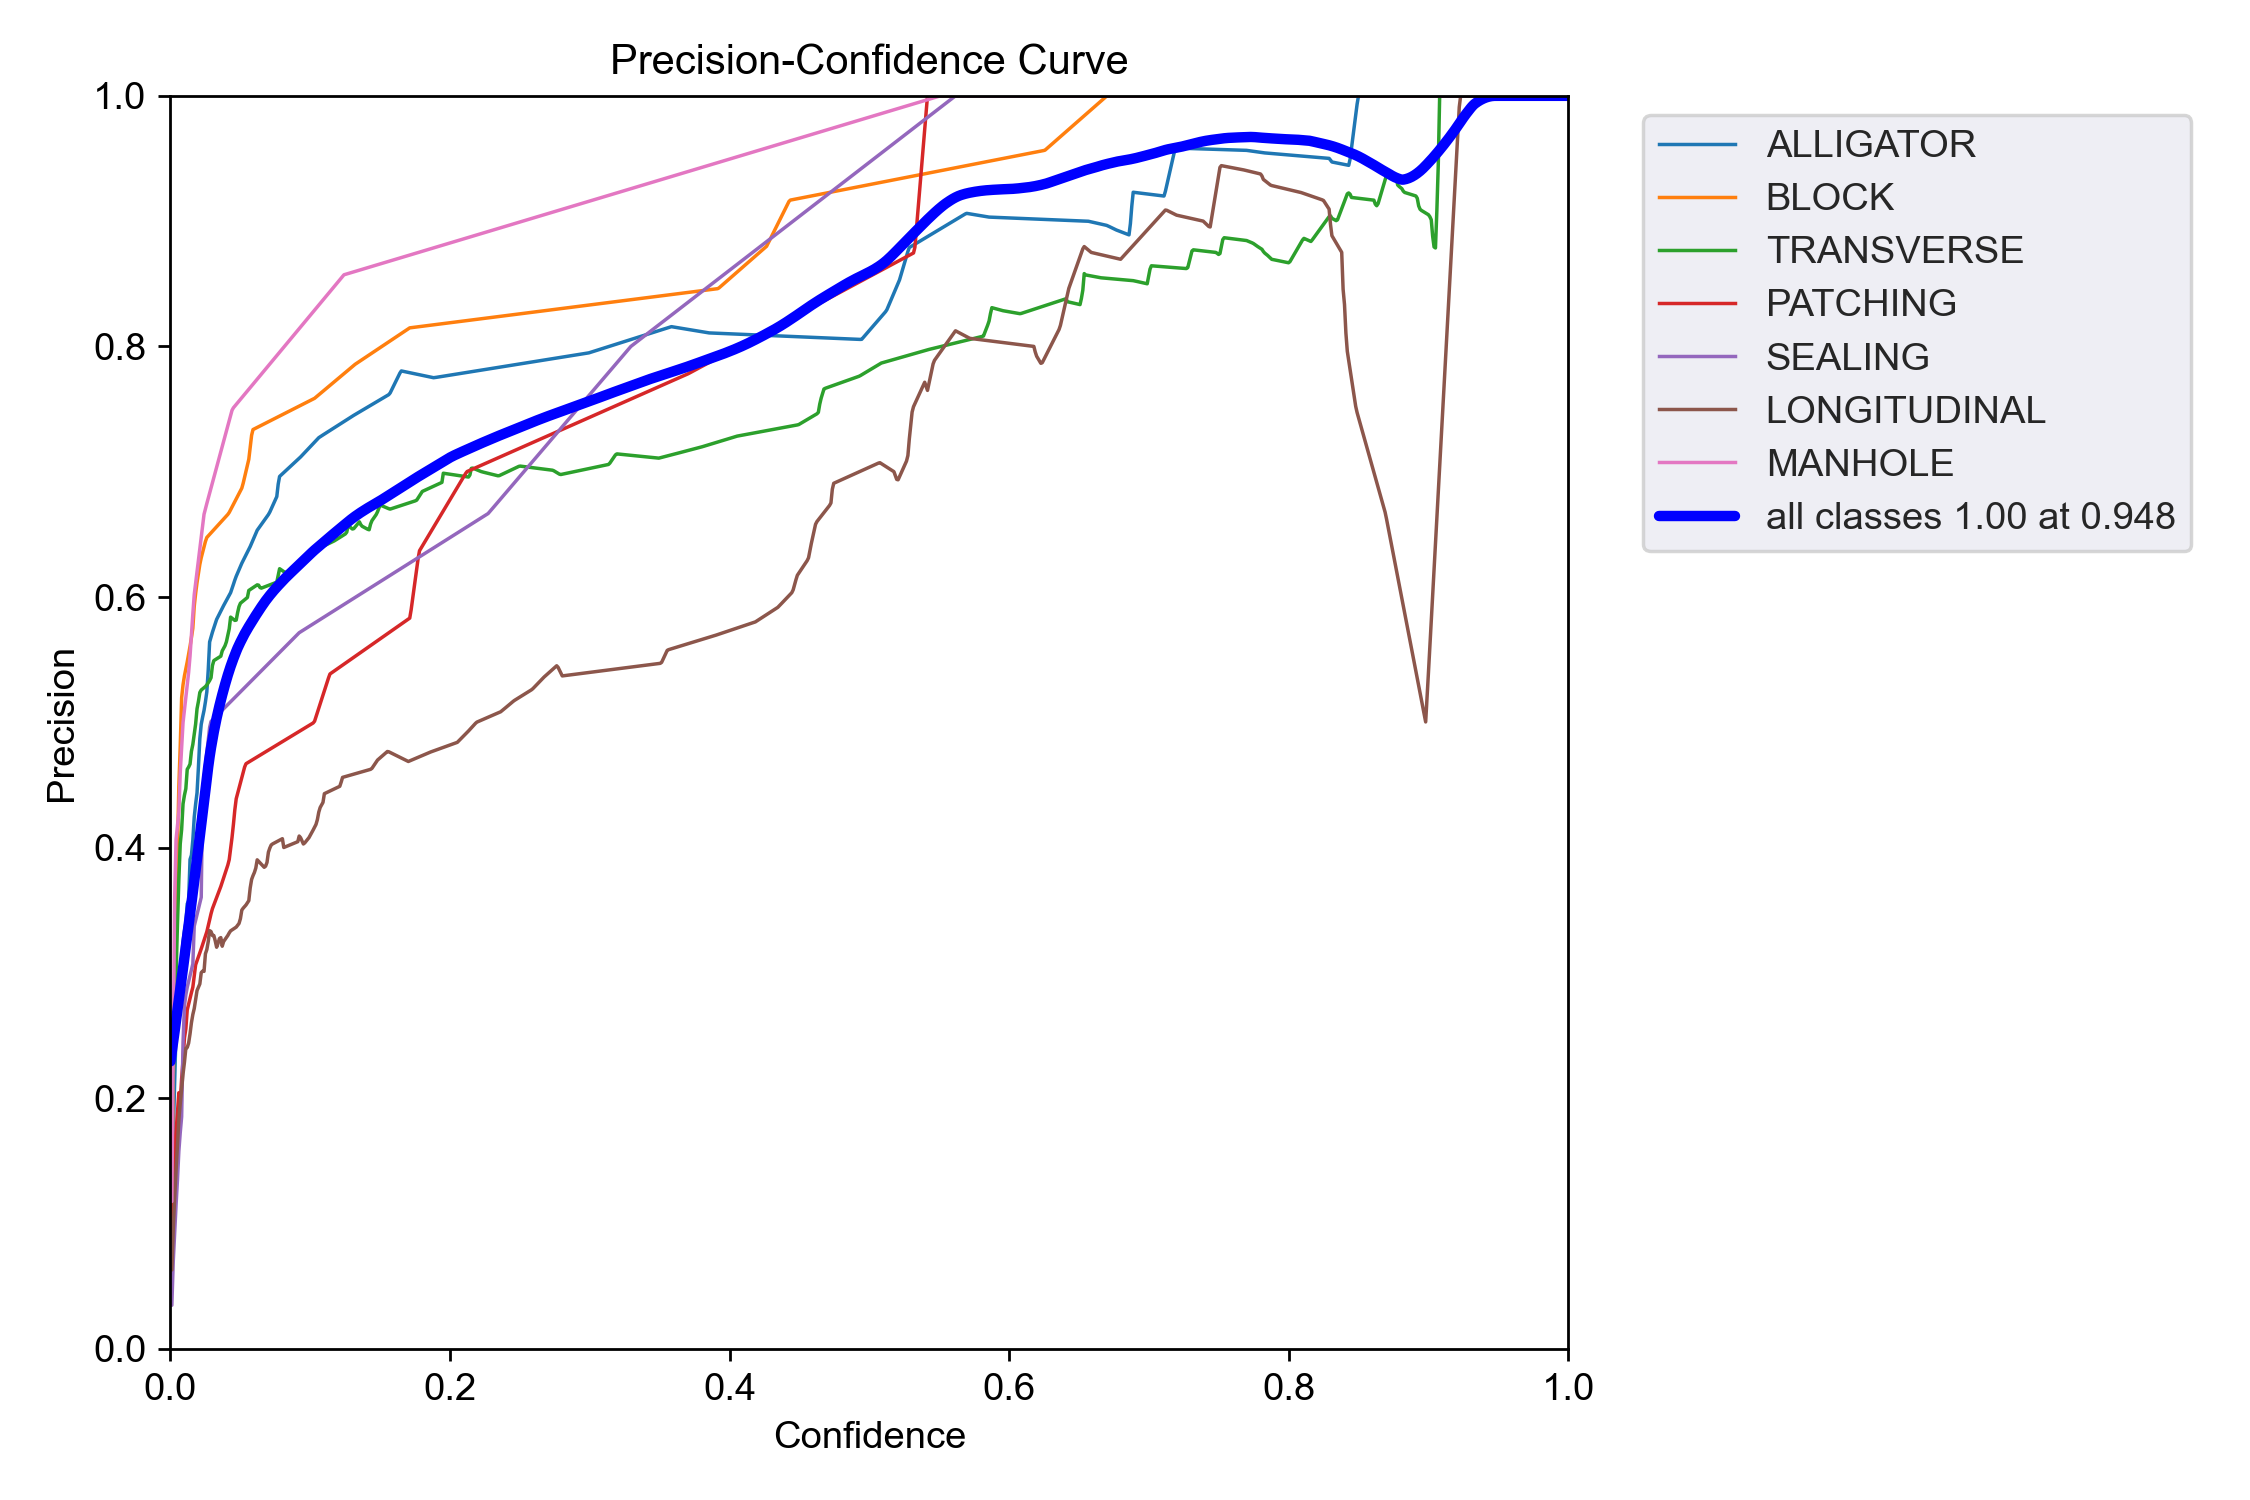 Precision-Confidence Curve
1.0
0.8
0.6
0.4
0.2
0.0
Precision
0.0 0.2 0.4 0.6 0.8 1.0
Confidence
ALLIGATOR
BLOCK
TRANSVERSE
PATCHING
SEALING
LONGITUDINAL
MANHOLE
all classes 1.00 at 0.948